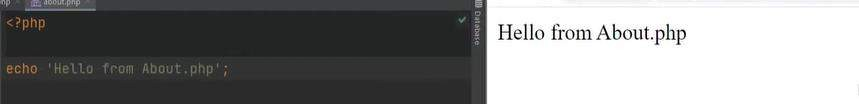 about.php
<?php
echo 'Hello from About.php';
Database
Hello from About.php